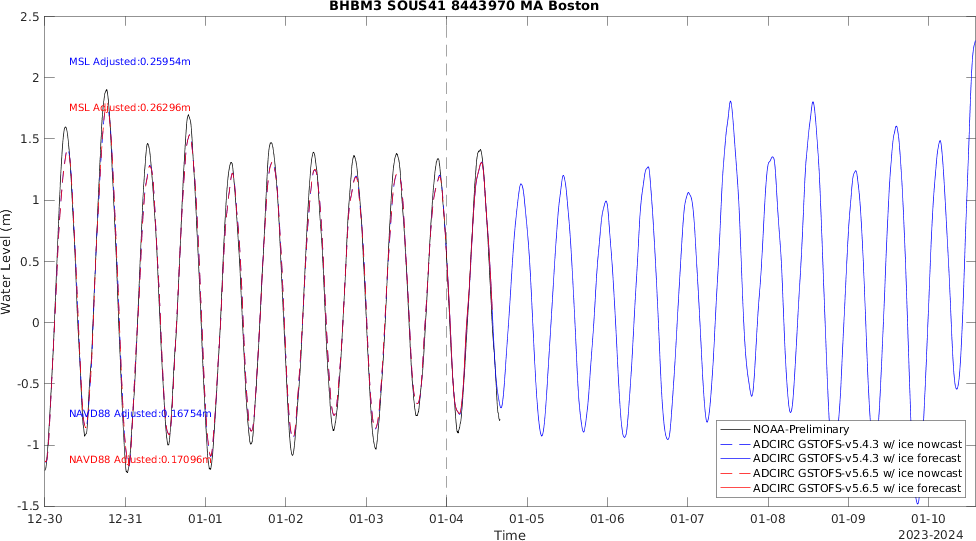 BHBM3 SOUS41 8443970 MA Boston
2.5
2
1.5
1
0.5
0
-0.5
-1
-1.5
Water Level (m)
MSL Adjusted:0.25954m
MSL Adjusted:0.26296m
NAVD88 Adjusted:0.16754m
NAVD88 Adjusted:0.17096m
NOAA-Preliminary
ADCIRC GSTOFS-v5.4.3 w/ ice nowcast
ADCIRC GSTOFS-v5.4.3 w/ ice forecast
ADCIRC GSTOFS-v5.6.5 w/ ice nowcast
ADCIRC GSTOFS-v5.6.5 w/ ice forecast
12-30 12-31 01-01 01-02 01-03 01-04 01-05 01-06 01-07 01-08 01-09 01-10
2023-2024
Time